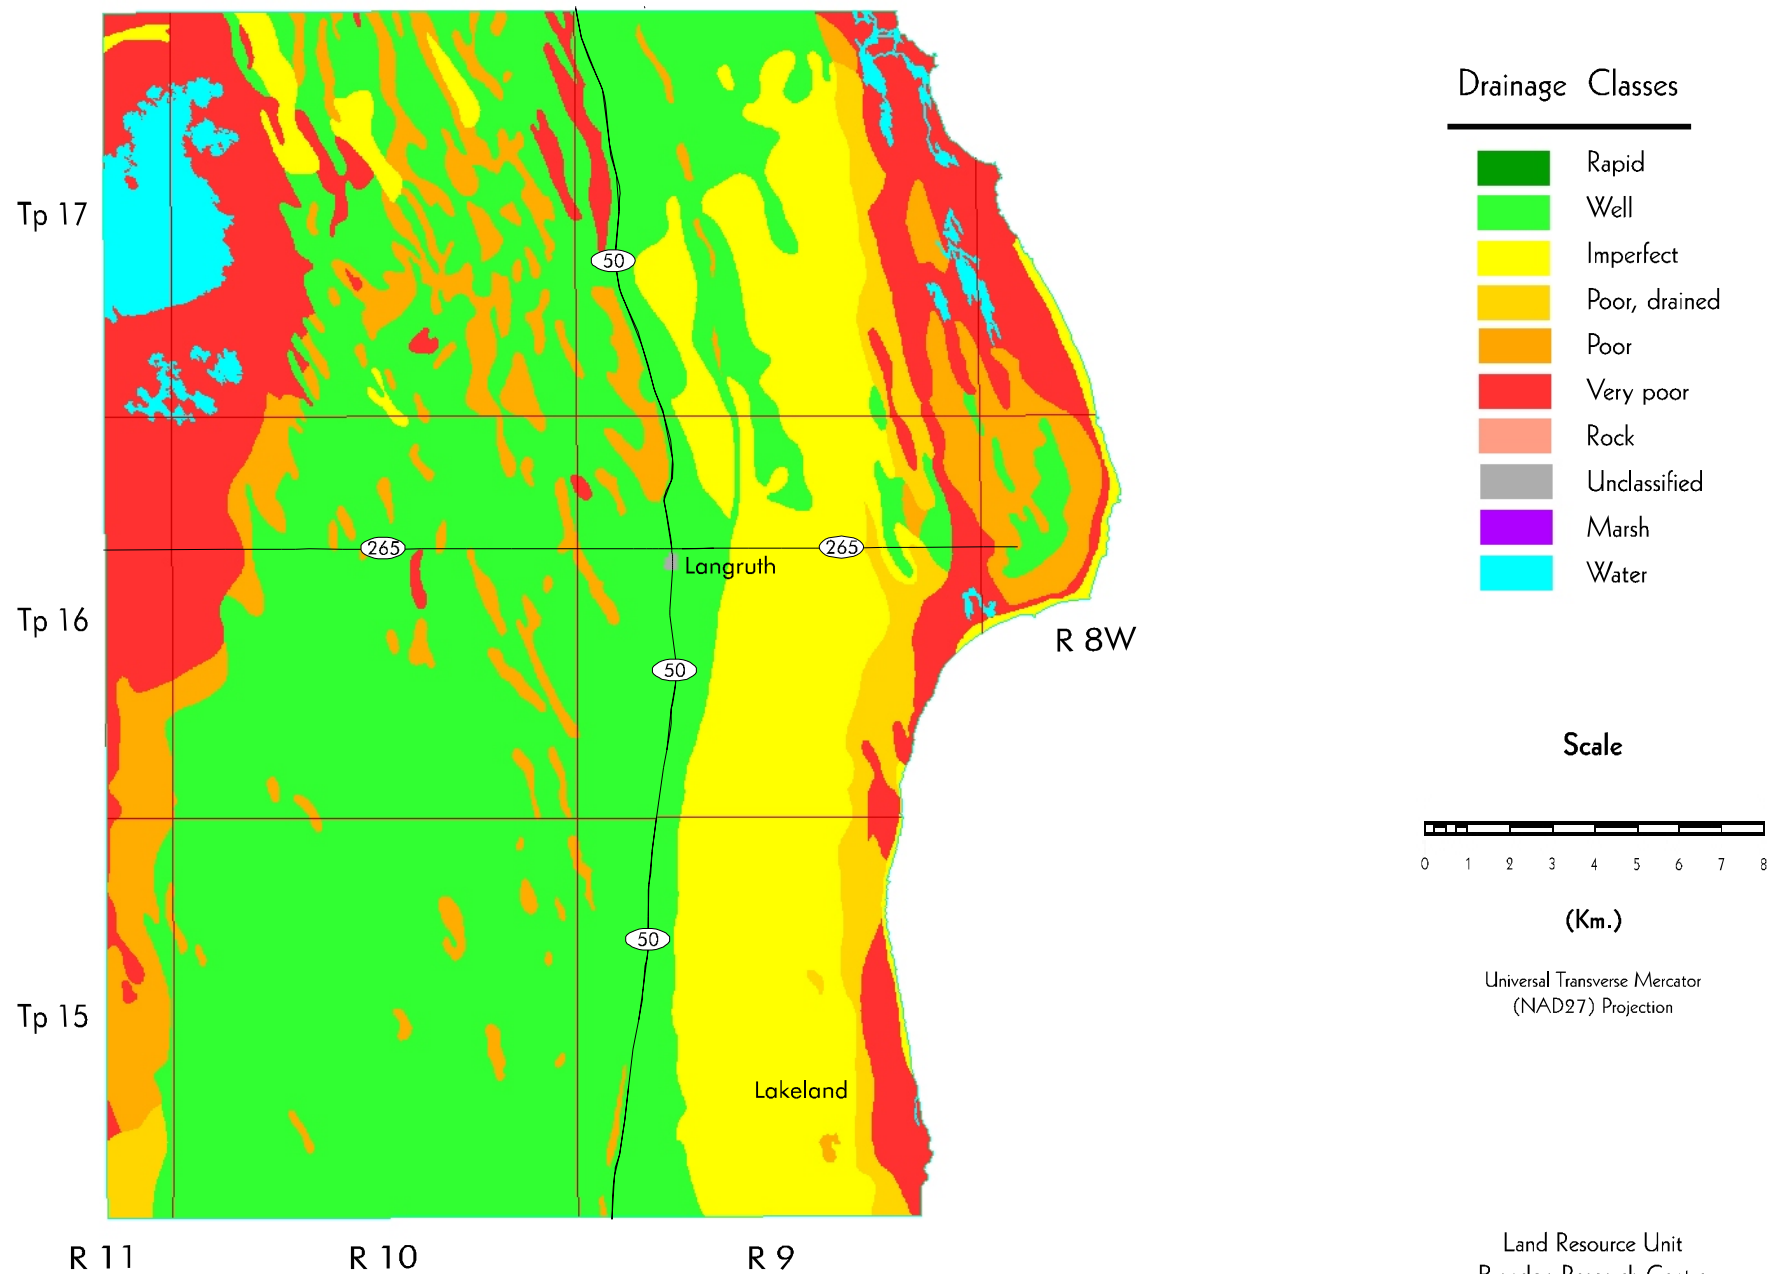 Drainage Classes
Rapid
Well
Imperfect
Poor, drained
Poor
Very poor
Rock
Unclassified
Marsh
Water
Tp 17
50
265
265
Langruth
Tp 16
R 8W
50
Scale
0 1 2 3 4 5 6 7 8
(Km.)
50
Universal Transverse Mercator
(NAD27) Projection
Tp 15
Lakeland
R 11 R 10 R 9
Land Resource Unit